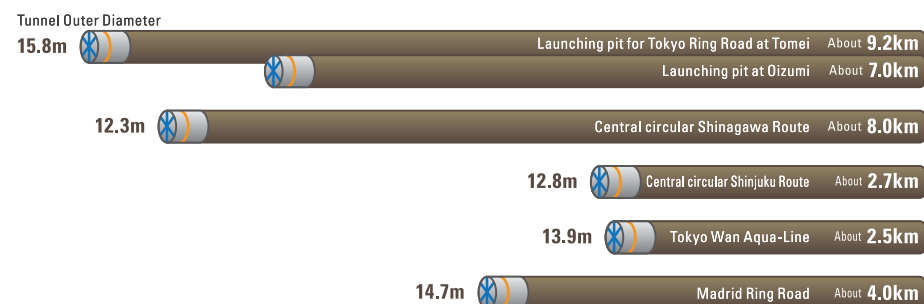 Tunnel Outer Diameter
15.8m Launching pit for Tokyo Ring Road at Tomei About 9.2km
Launching pit at Oizumi About 7.0km
12.3m Central circular Shinagawa Route About 8.0km
12.8m Central circular Shinjuku Route About 2.7km
13.9m Tokyo Wan Aqua-Line About 2.5km
14.7m Madrid Ring Road About 4.0km